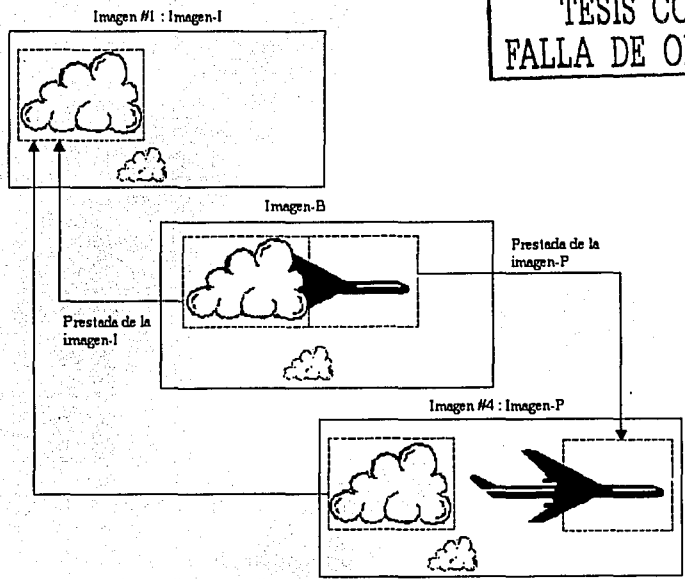 TESIS CO
FALLA DE O
Imagen #1 : Imagen-I
Imagen-B
Prestada de la
imagen-P
Prestada de la
imagen-I
Imagen #4 : Imagen-P